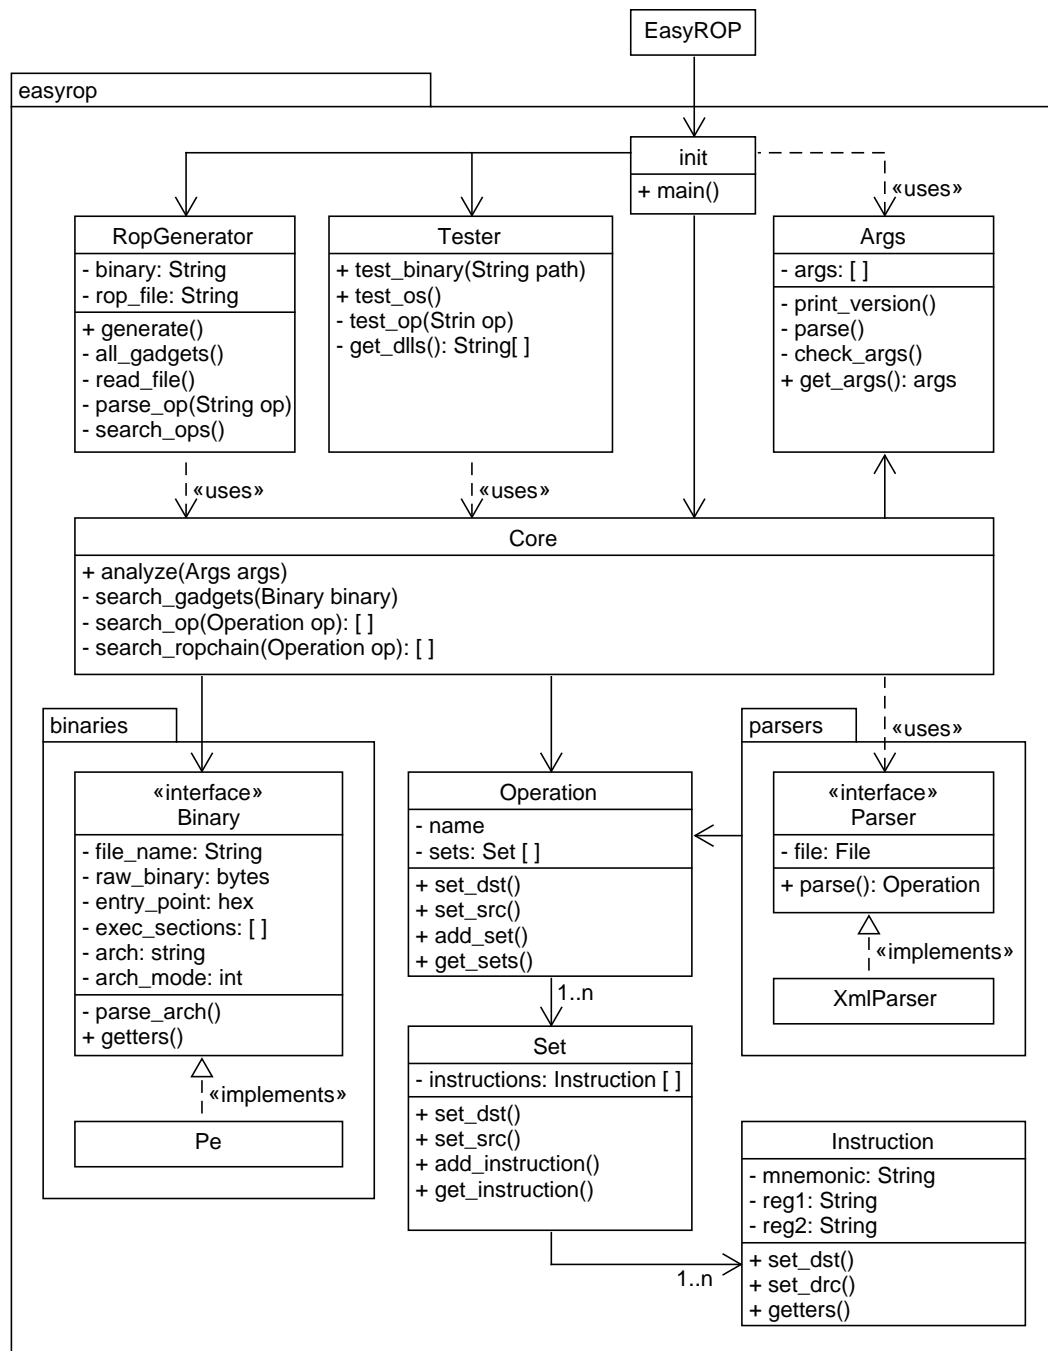 EasyROP
easyrop
init
+ main()
«uses»
RopGenerator
- binary: String
- rop_file: String
+ generate()
- all_gadgets()
- read_file()
- parse_op(String op)
- search_ops()
Tester
+ test_binary(String path)
+ test_os()
- test_op(Strin op)
- get_dlls(): String[ ]
Args
- args: [ ]
- print_version()
- parse()
- check_args()
+ get_args(): args
«uses»
«uses»
Core
+ analyze(Args args)
- search_gadgets(Binary binary)
- search_op(Operation op): [ ]
- search_ropchain(Operation op): [ ]
binaries
«interface»
Binary
- file_name: String
- raw_binary: bytes
- entry_point: hex
- exec_sections: [ ]
- arch: string
- arch_mode: int
- parse_arch()
+ getters()
«implements»
Pe
Operation
- name
- sets: Set [ ]
+ set_dst()
+ set_src()
+ add_set()
+ get_sets()
1..n
Set
- instructions: Instruction [ ]
+ set_dst()
+ set_src()
+ add_instruction()
+ get_instruction()
1..n
parsers
«uses»
«interface»
Parser
- file: File
+ parse(): Operation
«implements»
XmlParser
Instruction
- mnemonic: String
- reg1: String
- reg2: String
+ set_dst()
+ set_drc()
+ getters()